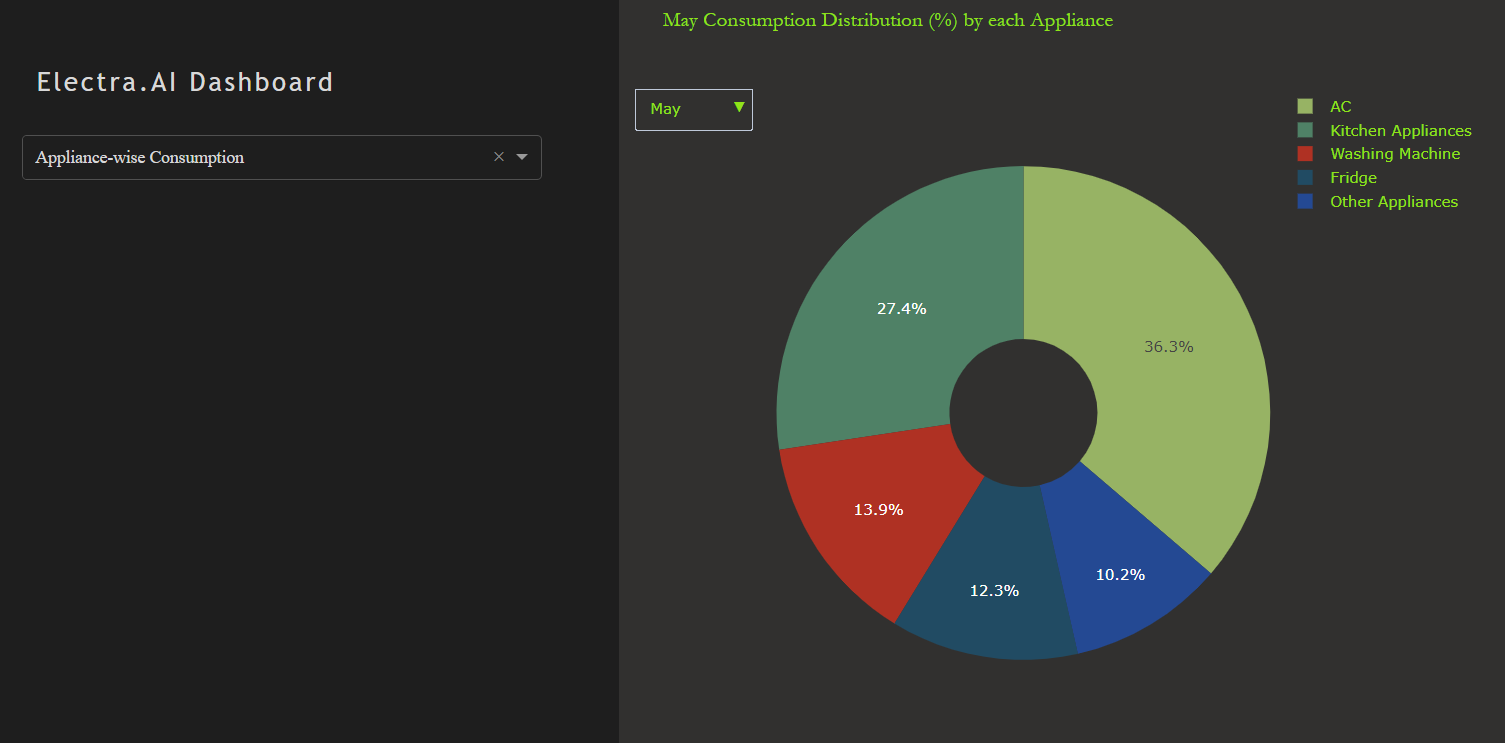 May Consumption Distribution (%) by each Appliance
Electra.AI Dashboard
May ▼
Appliance-wise Consumption ×
AC
Kitchen Appliances
Washing Machine
Fridge
Other Appliances
27.4%
36.3%
13.9%
12.3%
10.2%